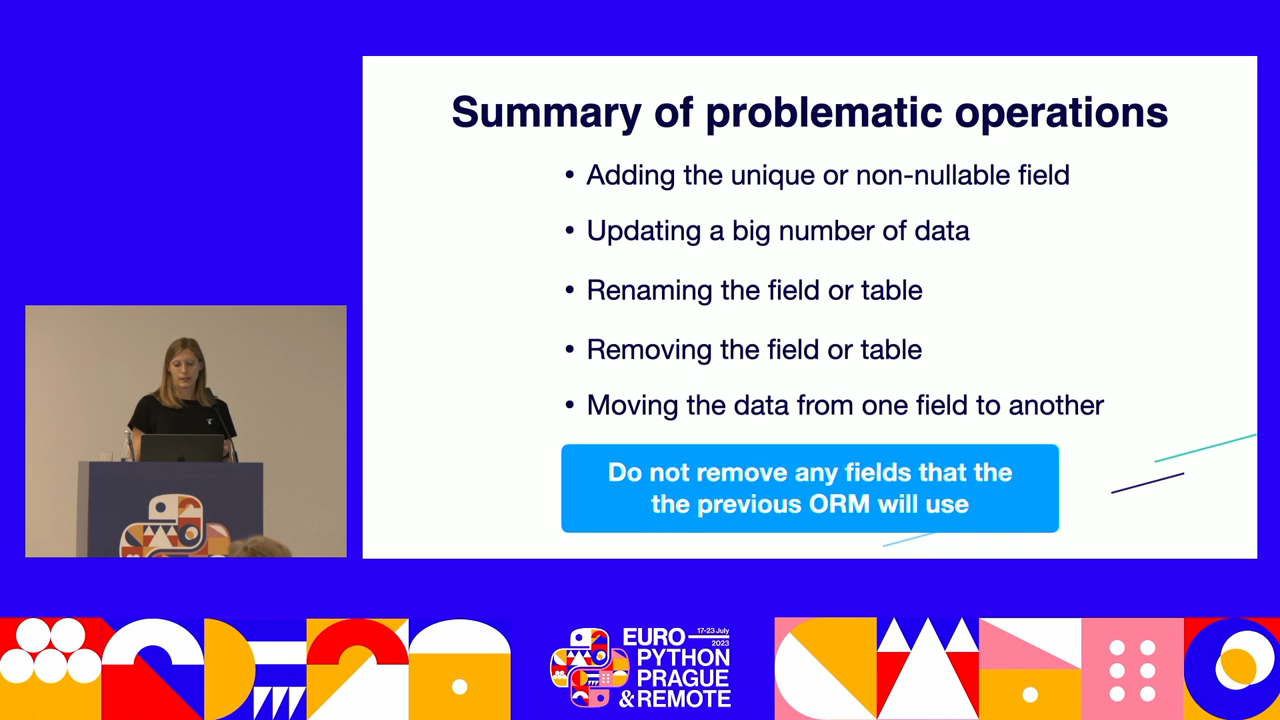 Summary of problematic operations
• Adding the unique or non-nullable field
• Updating a big number of data
• Renaming the field or table
• Removing the field or table
• Moving the data from one field to another
Do not remove any fields that the
the previous ORM will use
EURO 17-23 July
2023
PYTHON
PRAGUE
& REMOTE